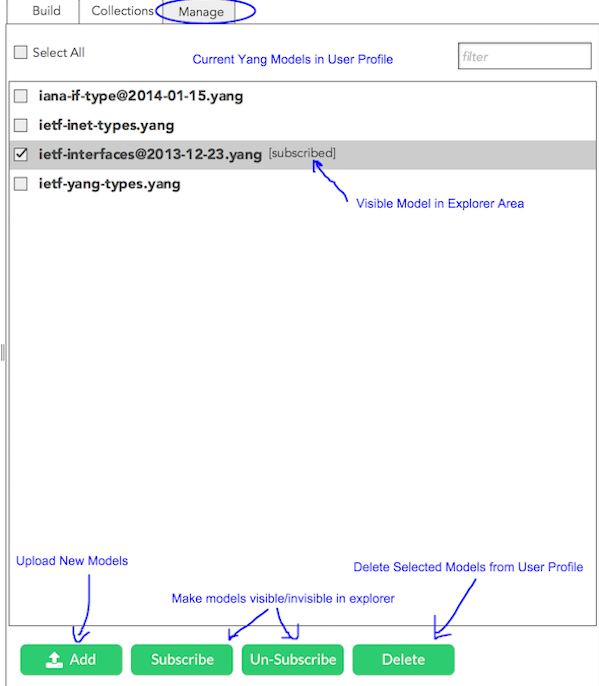 Build Collections Manage
Select All
Current Yang Models in User Profile
filter
iana-if-type@2014-01-15.yang
ietf-inet-types.yang
ietf-interfaces@2013-12-23.yang [subscribed]
ietf-yang-types.yang
Visible Model in Explorer Area
Upload New Models
Delete Selected Models from User Profile
Make models visible/invisible in explorer
Add Subscribe Un-Subscribe Delete